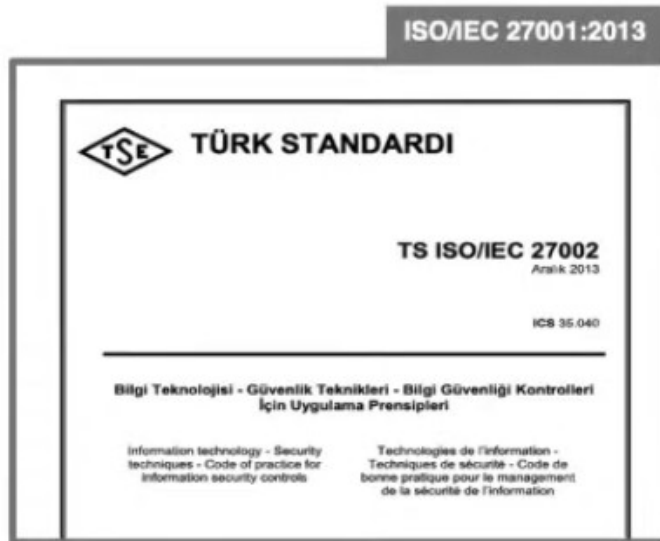 ISO/IEC 27001:2013
TSE
TÜRK STANDARDI
TS ISO/IEC 27002
Aralık 2013
ICS 35.040
Bilgi Teknolojisi - Güvenlik Teknikleri - Bilgi Güvenliği Kontrolleri
İçin Uygulama Prensipleri
Information technology - Security
techniques - Code of practice for
information security controls
Technologies de l'information -
Techniques de sécurité - Code de
bonne pratique pour le management
de la sécurité de l'information